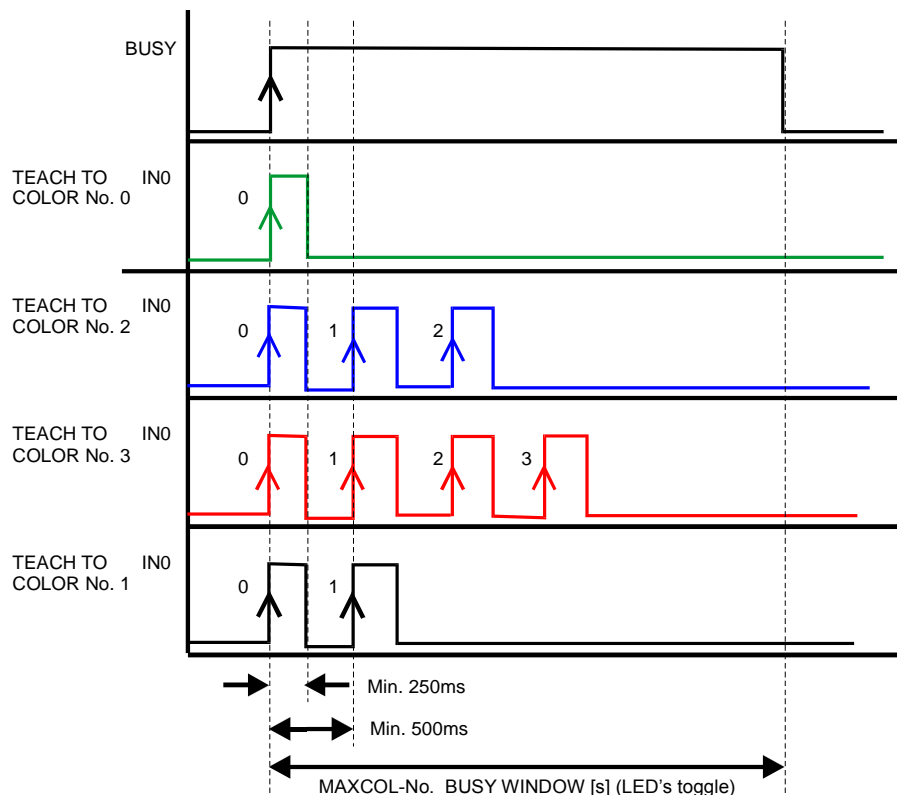 BUSY
TEACH TO IN0
COLOR No. 0 0
TEACH TO IN0
COLOR No. 2 0 1 2
TEACH TO IN0
COLOR No. 3 0 1 2 3
TEACH TO IN0
COLOR No. 1 0 1
Min. 250ms
Min. 500ms
MAXCOL-No. BUSY WINDOW [s] (LED's toggle)